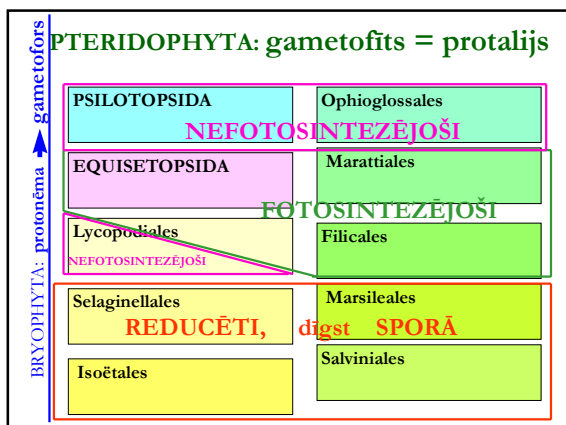 PTERIDOPHYTA: gametofīts = protalijs
BRYOPHYTA: protonēma gametofors
PSILOTOPSIDA
Ophioglossales
NEFOTOSINTEZĒJOŠI
EQUISETOPSIDA
Marattiales
FOTOSINTEZĒJOŠI
Lycopodiales
Filicales
NEFOTOSINTEZĒJOŠI
Selaginellales
Marsileales
REDUCĒTI, dīgst SPORĀ
Isoëtales
Salviniales